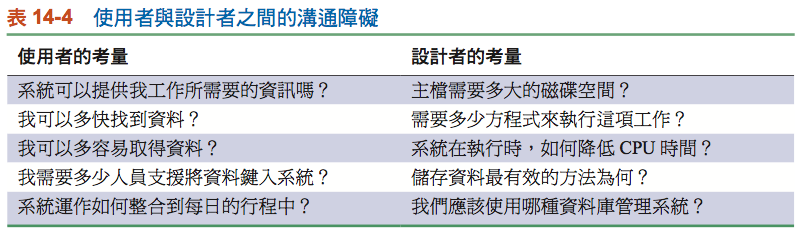 表 14-4 使用者與設計者之間的溝通障礙
使用者的考量 設計者的考量
系統可以提供我工作所需要的資訊嗎？ 主檔需要多大的磁碟空間？
我可以多快找到資料？ 需要多少方程式來執行這項工作？
我可以多容易取得資料？ 系統在執行時，如何降低 CPU 時間？
我需要多少人員支援將資料鍵入系統？ 儲存資料最有效的方法為何？
系統運作如何整合到每日的行程中？ 我們應該使用哪種資料庫管理系統？